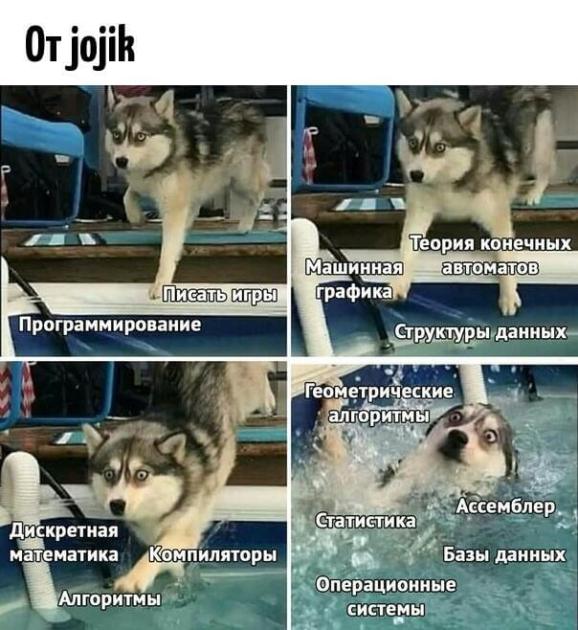 От jojik
Писать игры
Программирование
Теория конечных
автоматов
Машинная
графика
Структуры данных
Дискретная
математика
Компиляторы
Алгоритмы
Геометрические
алгоритмы
Ассемблер
Статистика
Базы данных
Операционные
системы